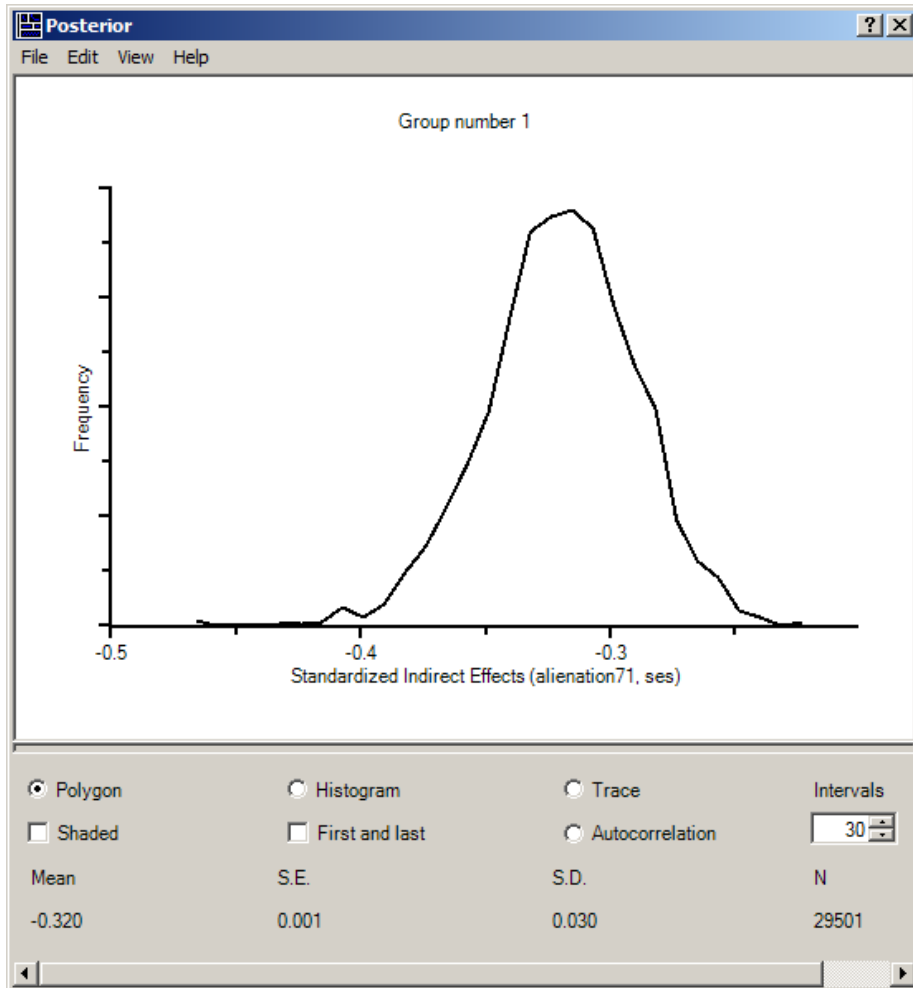 Posterior
File Edit View Help
Group number 1
Frequency
-0.5 -0.4 -0.3
Standardized Indirect Effects (alienation71, ses)
Polygon Histogram Trace Intervals
Shaded First and last Autocorrelation 30
Mean S.E. S.D. N
-0.320 0.001 0.030 29501